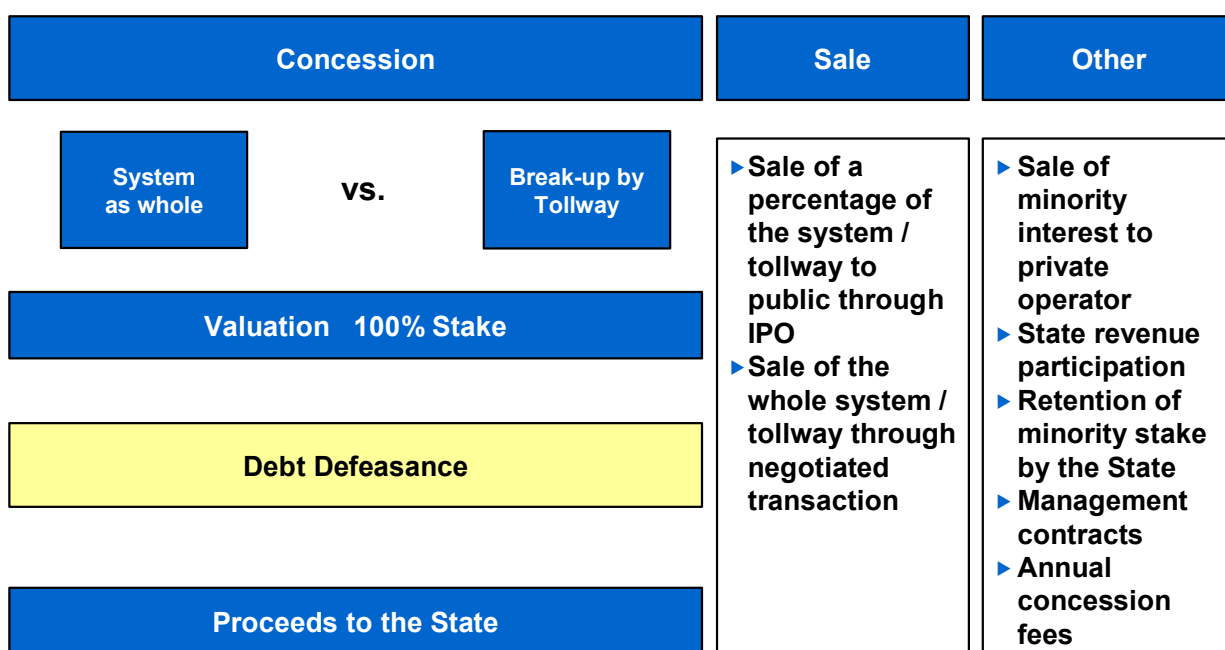 Concession
Sale
Other
System
as whole
vs.
Break-up by
Tollway
Valuation 100% Stake
Debt Defeasance
Proceeds to the State
Sale of a
percentage of
the system /
tollway to
public through
IPO
Sale of the
whole system /
tollway through
negotiated
transaction
Sale of
minority
interest to
private
operator
State revenue
participation
Retention of
minority stake
by the State
Management
contracts
Annual
concession
fees